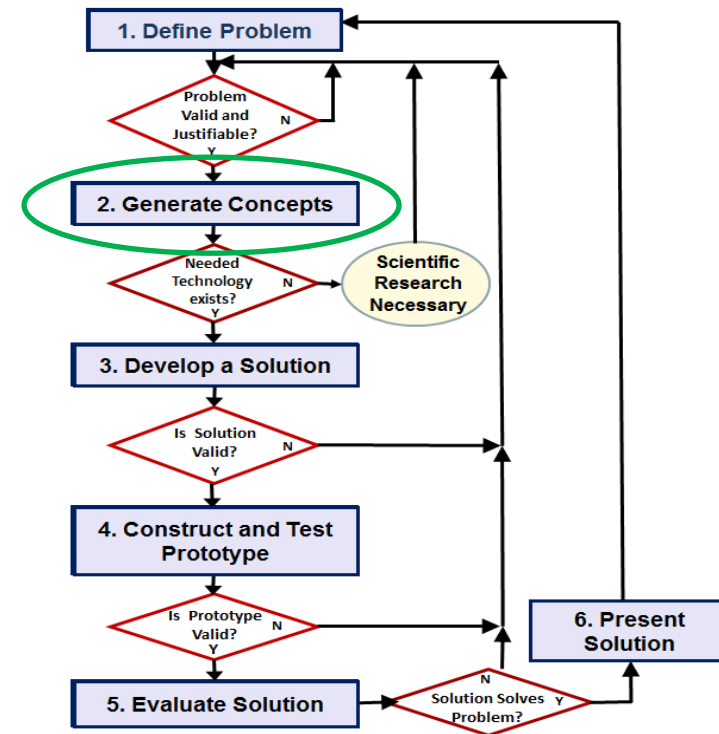 1. Define Problem
Problem
Valid and
Justifiable?
N
Y
2. Generate Concepts
Needed
Technology
exists?
N
Y
Scientific
Research
Necessary
3. Develop a Solution
Is Solution
Valid?
N
Y
4. Construct and Test
Prototype
Is Prototype
Valid?
N
Y
5. Evaluate Solution
N
Solution Solves
Problem?
Y
6. Present
Solution